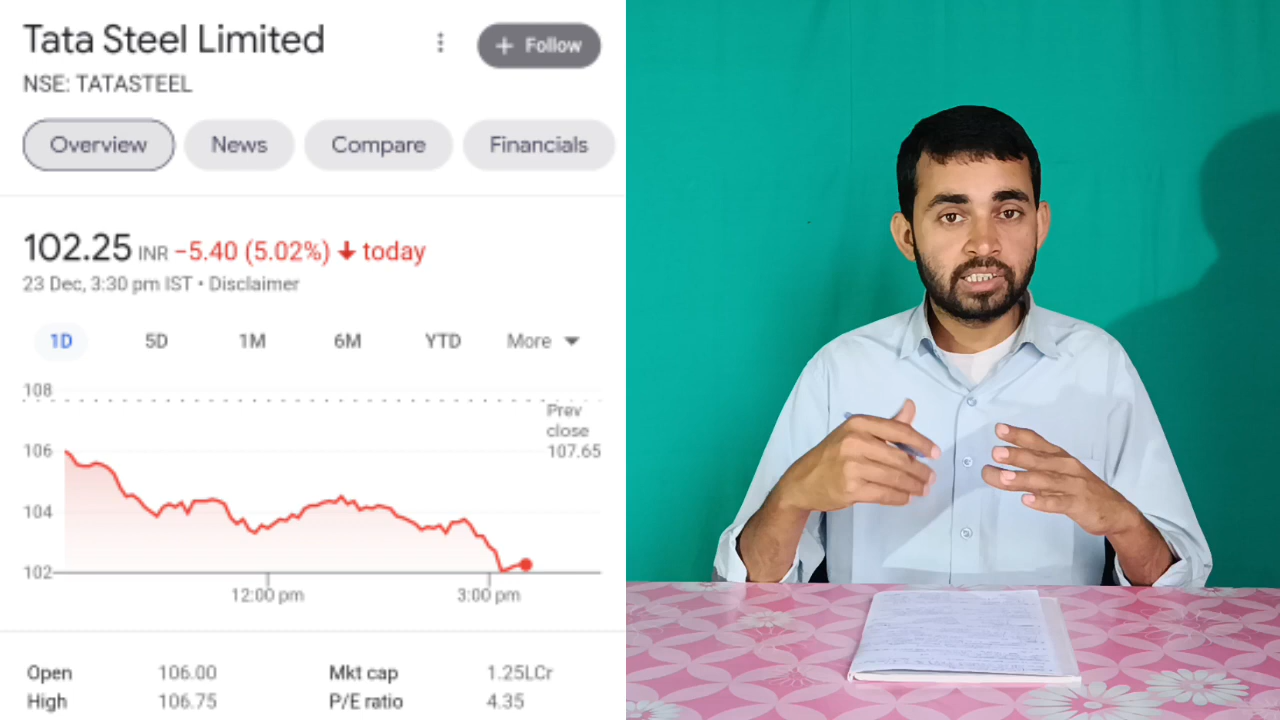 Tata Steel Limited
+ Follow
NSE: TATASTEEL
Overview News Compare Financials
102.25 INR −5.40 (5.02%) ↓ today
23 Dec, 3:30 pm IST • Disclaimer
1D 5D 1M 6M YTD More
108
Prev
close
107.65
106
104
102
12:00 pm 3:00 pm
Open 106.00 Mkt cap 1.25LCr
High 106.75 P/E ratio 4.35